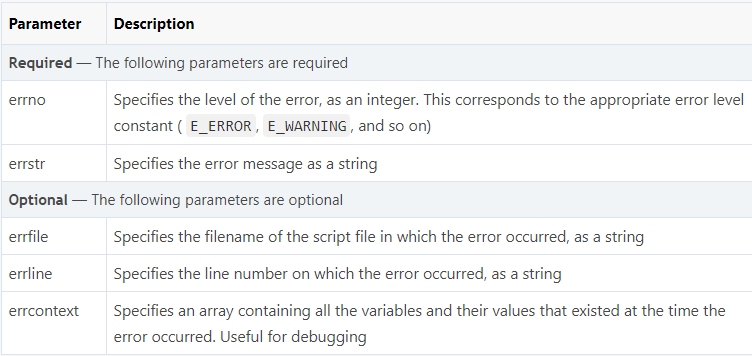 Parameter Description
Required — The following parameters are required
errno Specifies the level of the error, as an integer. This corresponds to the appropriate error level
constant ( E_ERROR, E_WARNING, and so on)
errstr Specifies the error message as a string
Optional — The following parameters are optional
errfile Specifies the filename of the script file in which the error occurred, as a string
errline Specifies the line number on which the error occurred, as a string
errcontext Specifies an array containing all the variables and their values that existed at the time the
error occurred. Useful for debugging